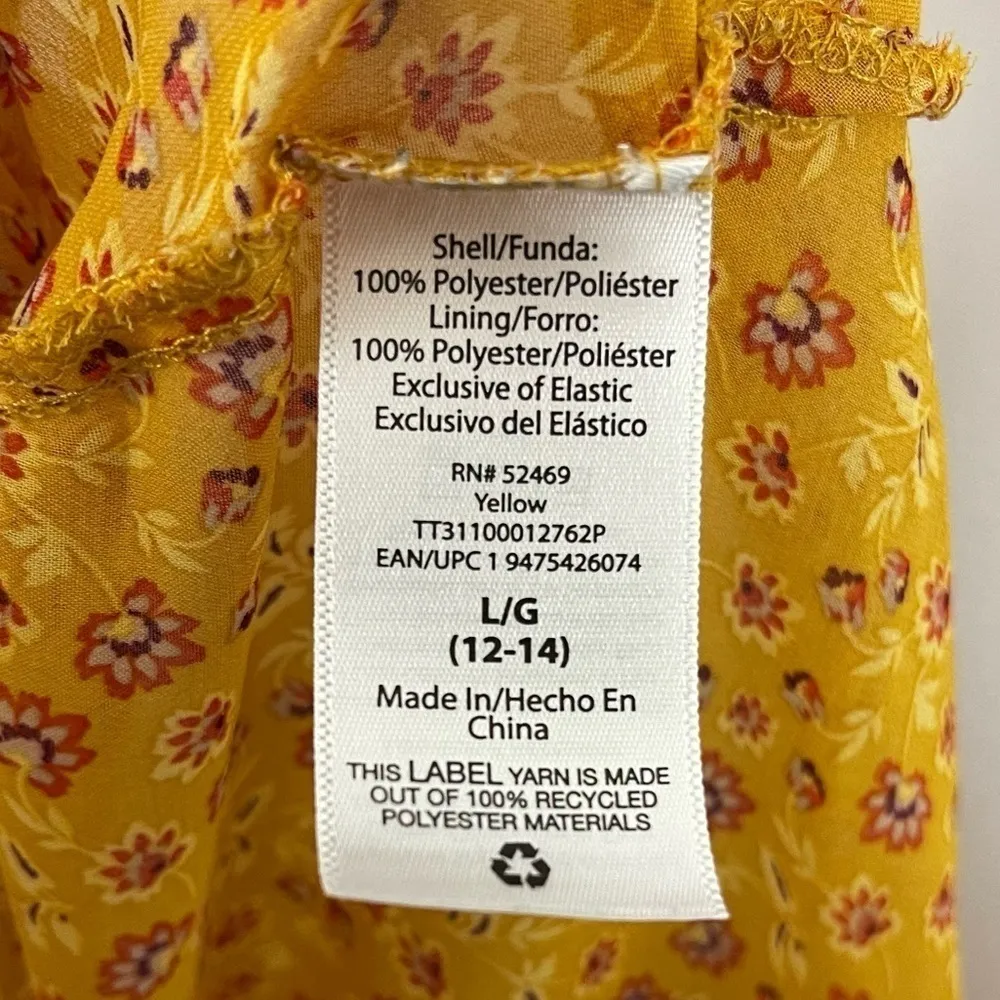 Shell/Funda:
100% Polyester/Poliéster
Lining/Forro:
100% Polyester/Poliéster
Exclusive of Elastic
Exclusivo del Elástico
RN# 52469
Yellow
TT31100012762P
EAN/UPC 1 9475426074
L/G
(12-14)
Made In/Hecho En
China
THIS LABEL YARN IS MADE
OUT OF 100% RECYCLED
POLYESTER MATERIALS